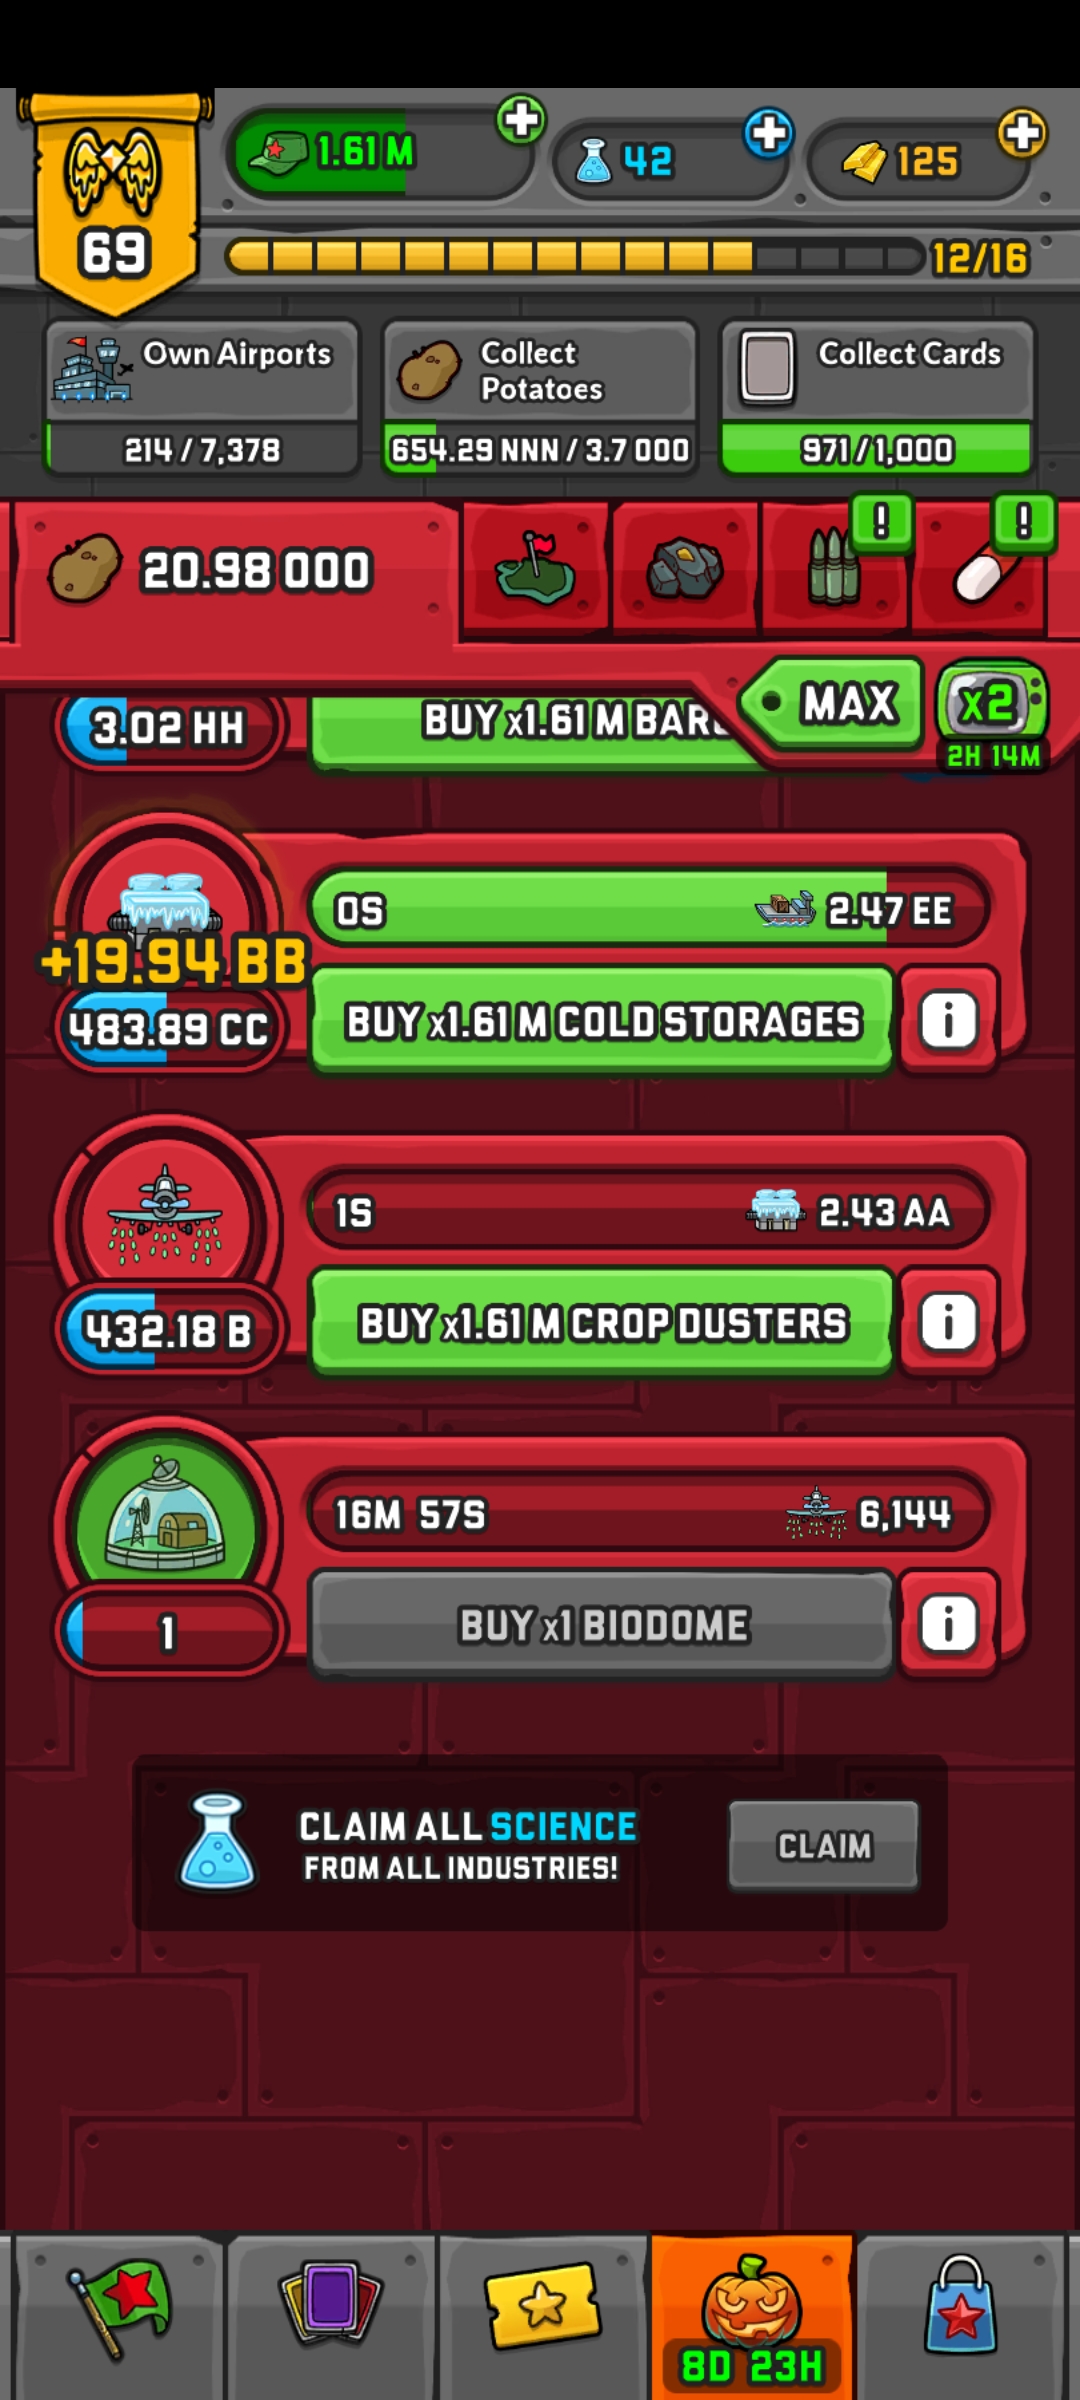 69
1.61 M
42
125
12/16
Own Airports
214 / 7,378
Collect
Potatoes
654.29 NNN / 3.7 OOO
Collect Cards
971 / 1,000
20.98 OOO
!
!
MAX
x2
2H 14M
3.02 HH
BUY x1.61 M
0S
2.47 EE
+19.94 BB
483.89 CC
BUY x1.61 M COLD STORAGES
i
1S
2.43 AA
432.18 B
BUY x1.61 M CROP DUSTERS
i
16M 57S
6,144
1
BUY x1 BIODOME
i
CLAIM ALL SCIENCE
FROM ALL INDUSTRIES!
CLAIM
8D 23H